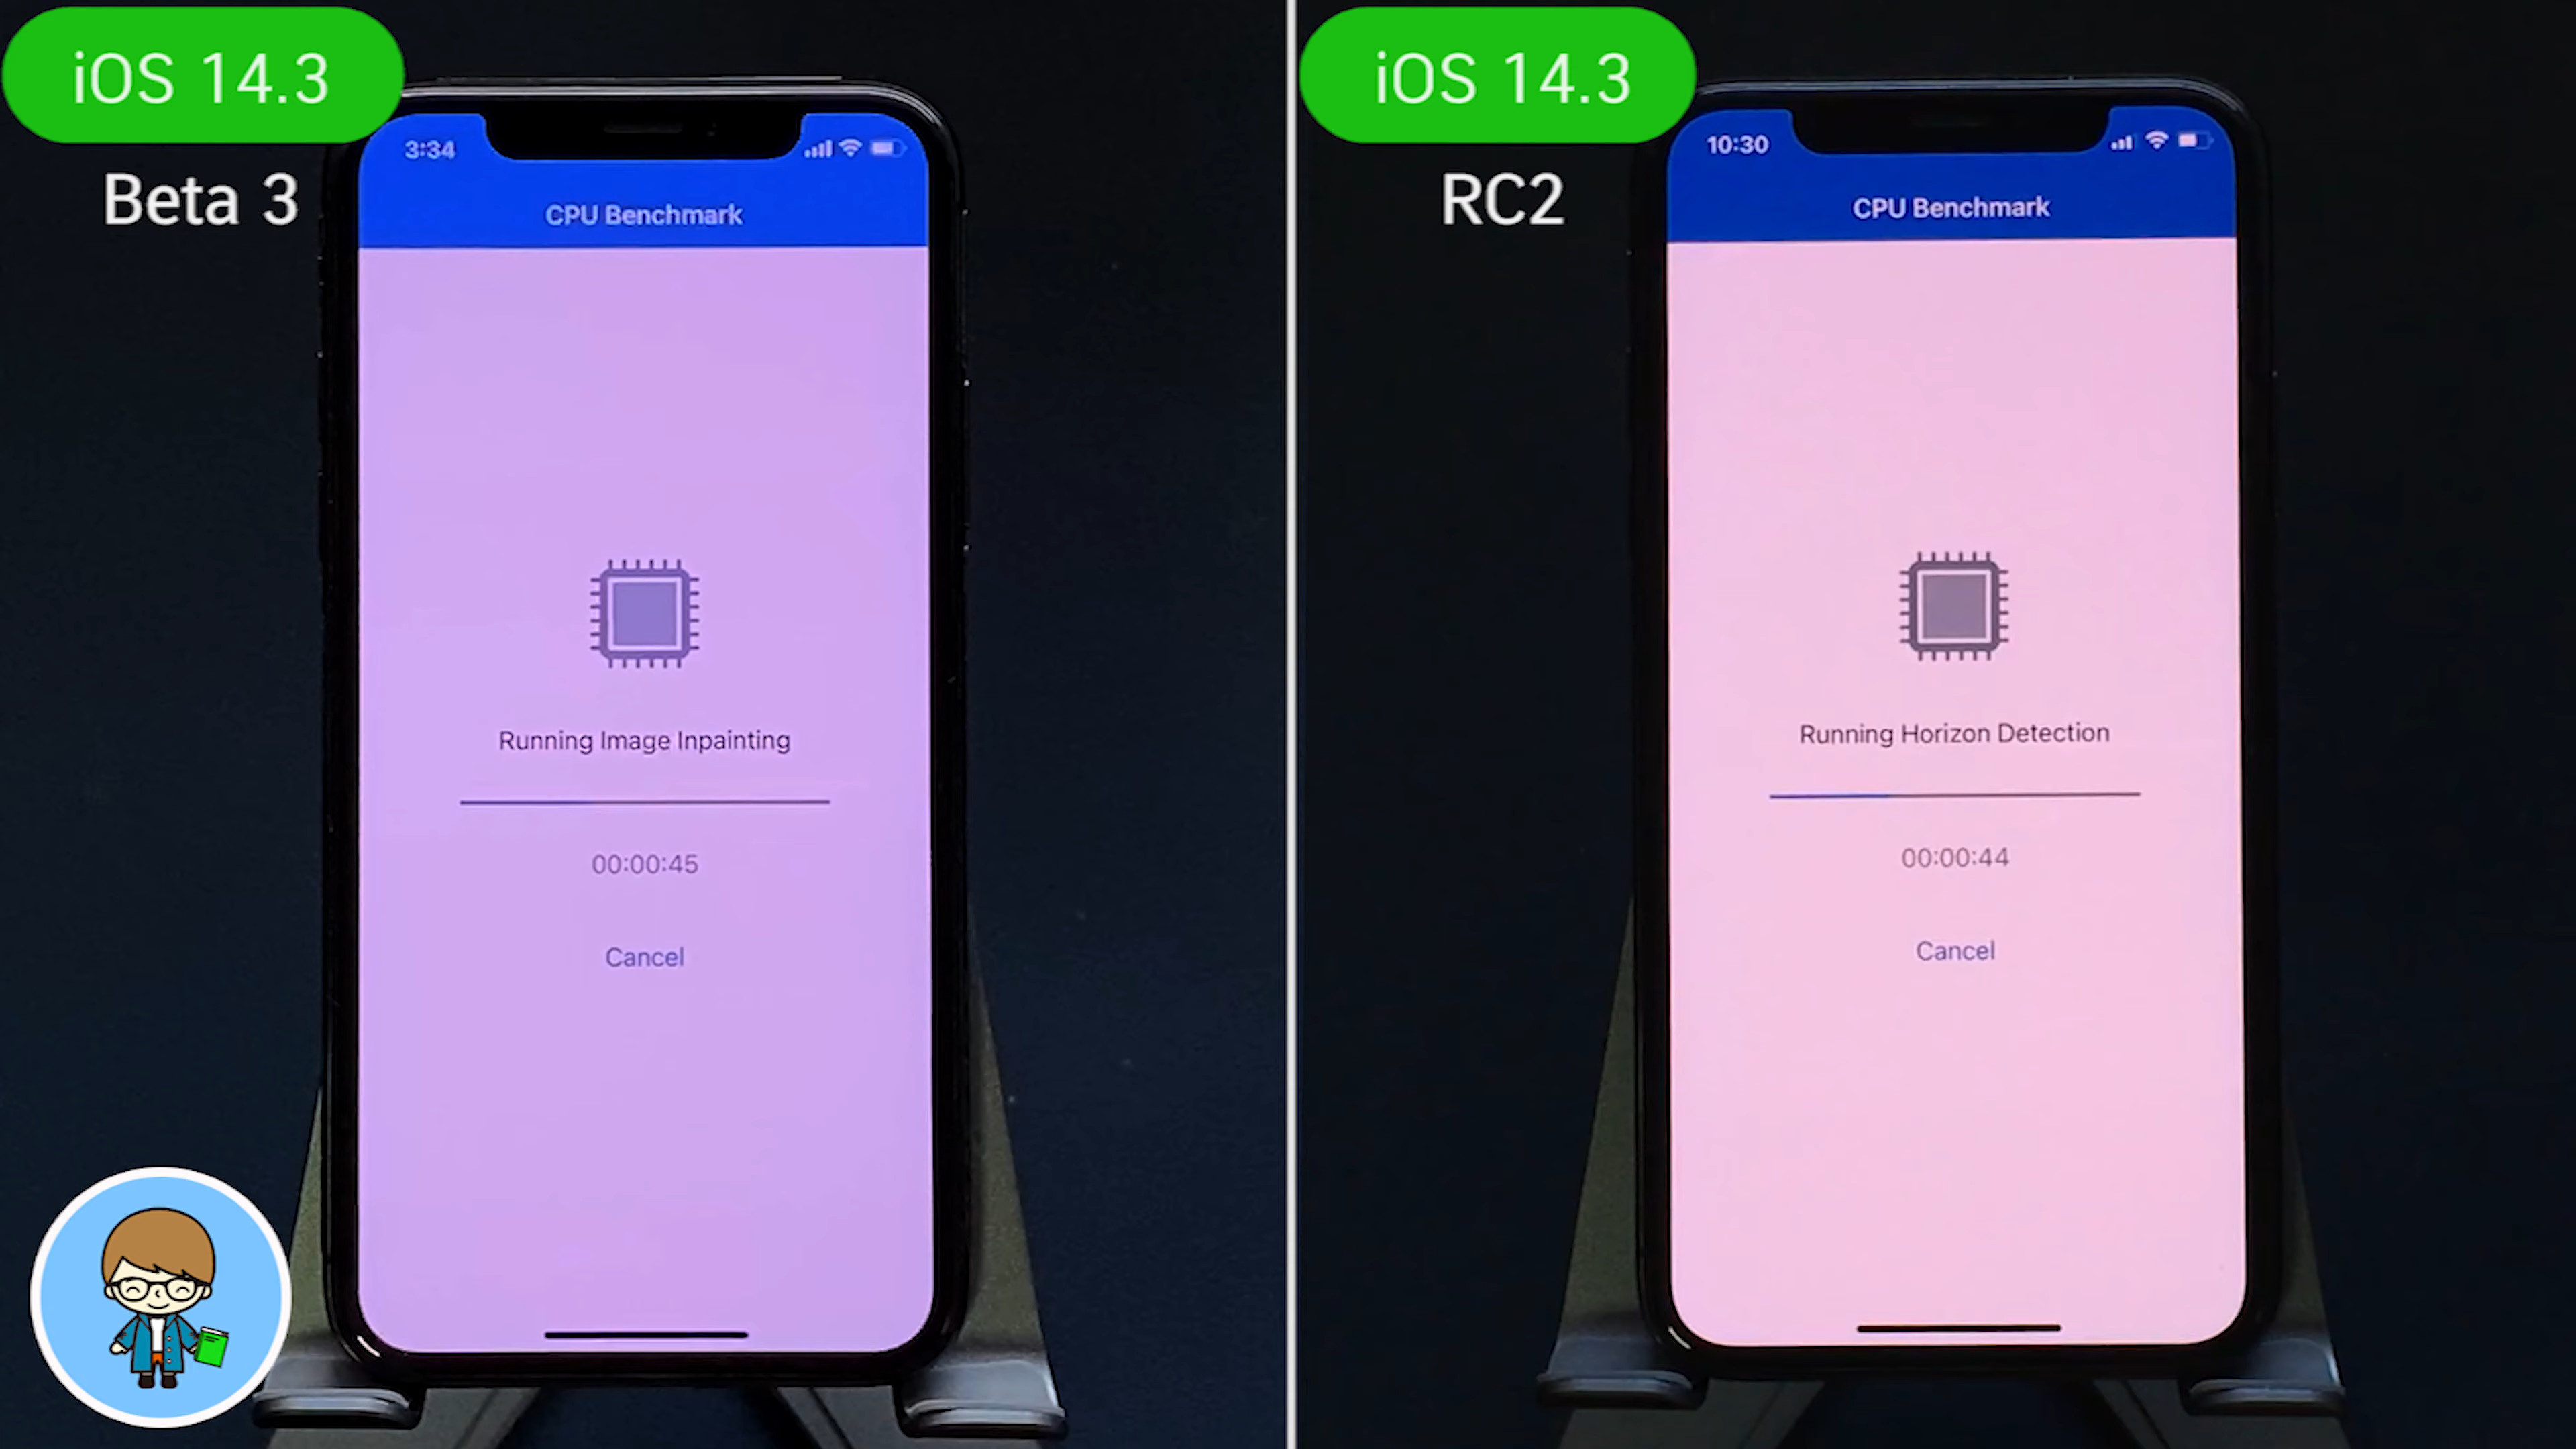 iOS 14.3
Beta 3
3:34
CPU Benchmark
Running Image Inpainting
00:00:45
Cancel
iOS 14.3
RC2
10:30
CPU Benchmark
Running Horizon Detection
00:00:44
Cancel